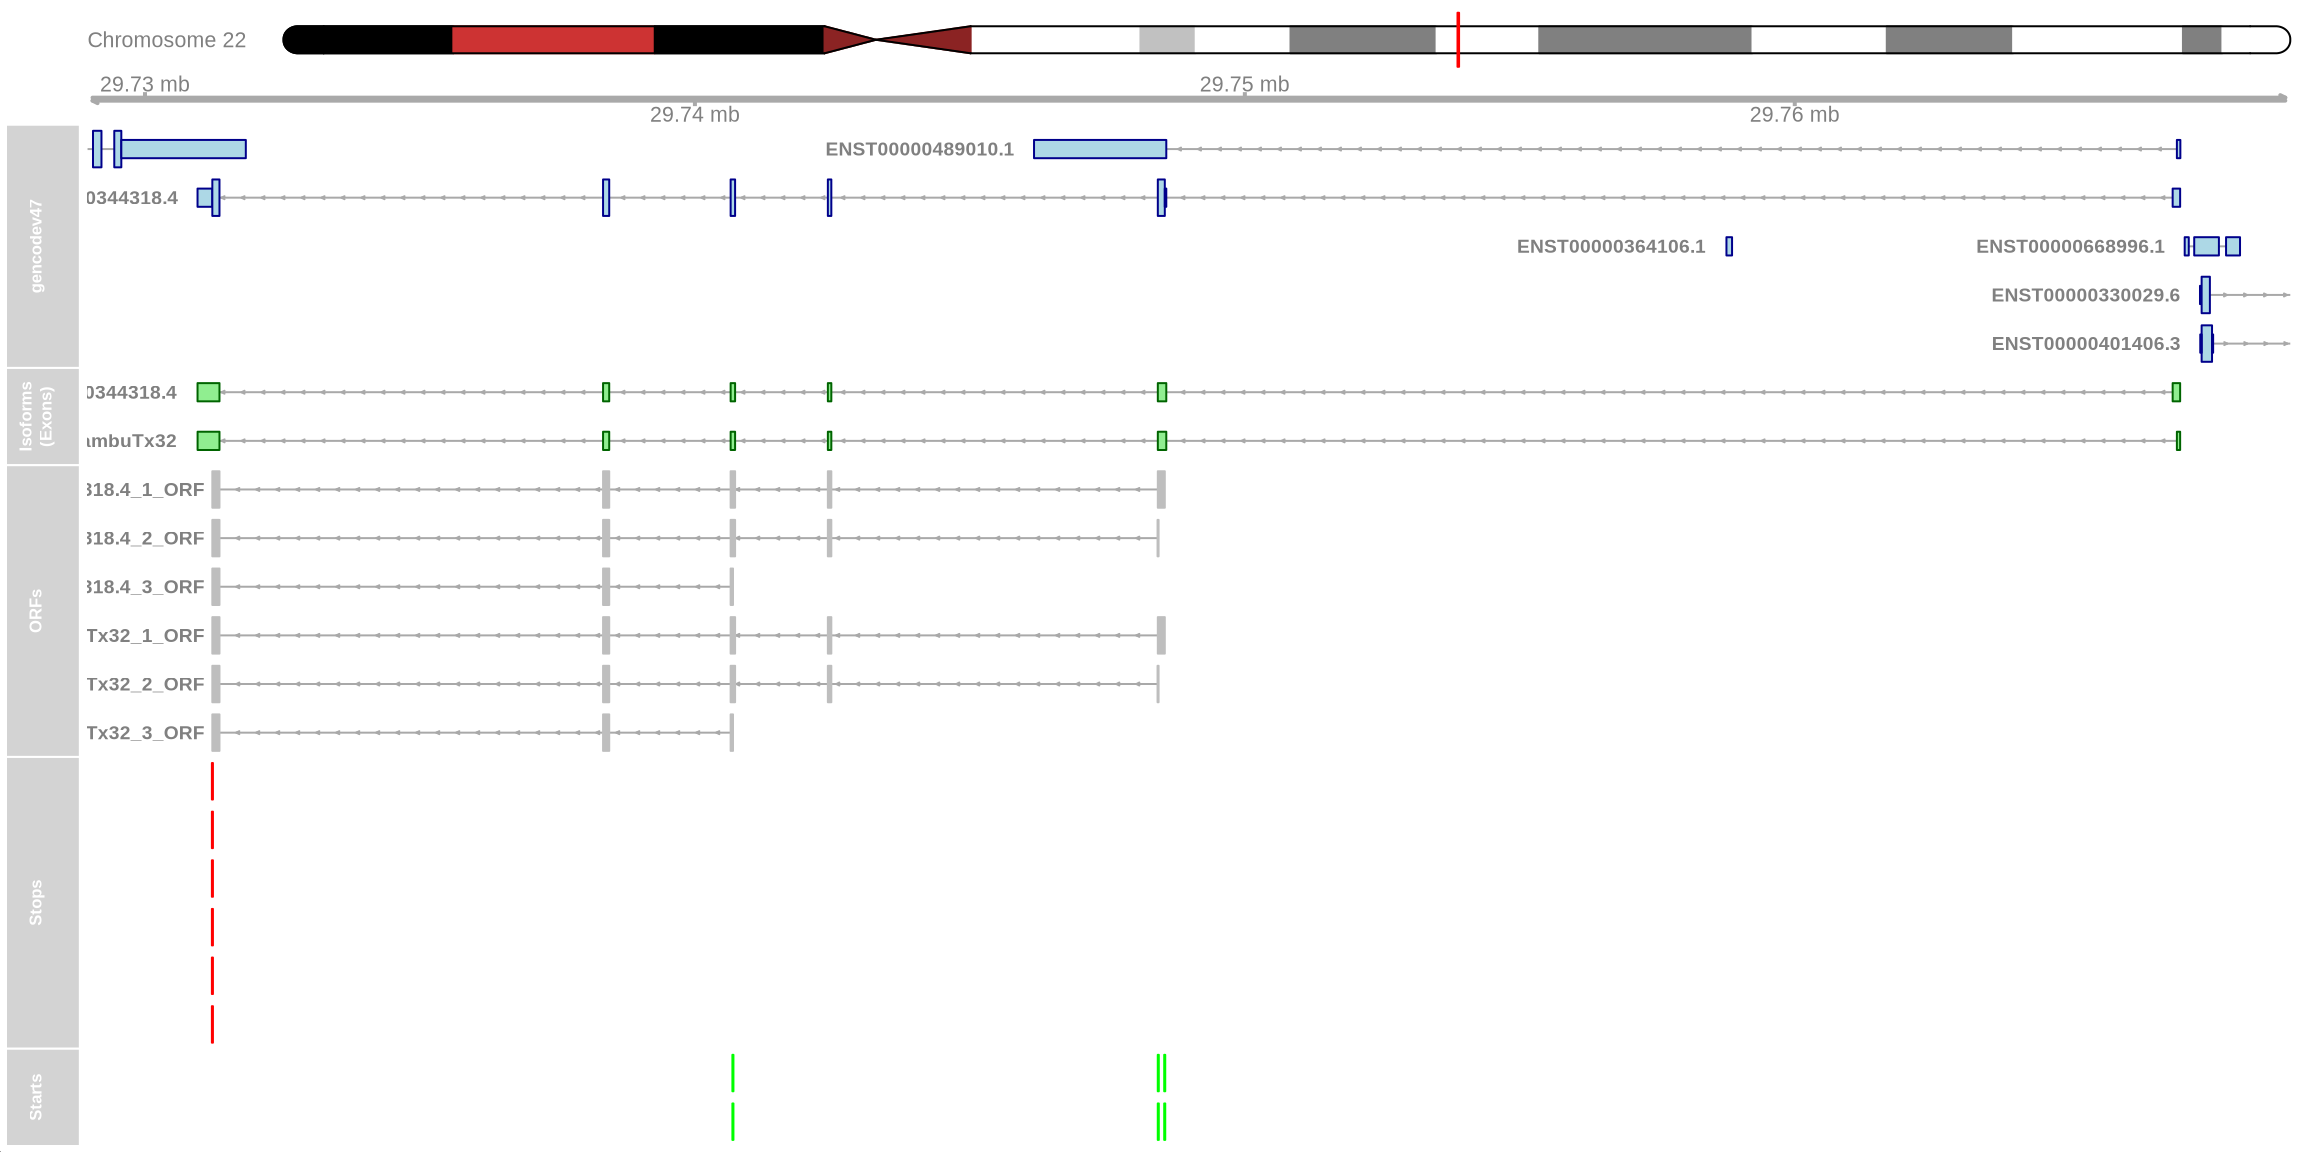 Chromosome 22
29.73 mb
29.75 mb
29.74 mb
29.76 mb
gencodev47
ENST00000489010.1
0344318.4
ENST00000364106.1
ENST00000668996.1
ENST00000330029.6
ENST00000401406.3
Isoforms
(Exons)
0344318.4
ambuTx32
ORFs
318.4_1_ORF
318.4_2_ORF
318.4_3_ORF
Tx32_1_ORF
Tx32_2_ORF
Tx32_3_ORF
Stops
Starts